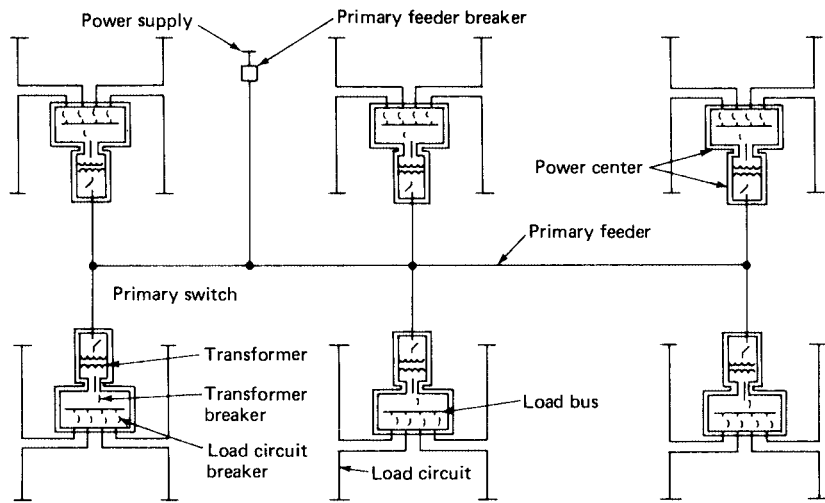 Power supply
Primary feeder breaker
Power center
Primary feeder
Primary switch
Transformer
Transformer
breaker
Load bus
Load circuit
breaker
Load circuit